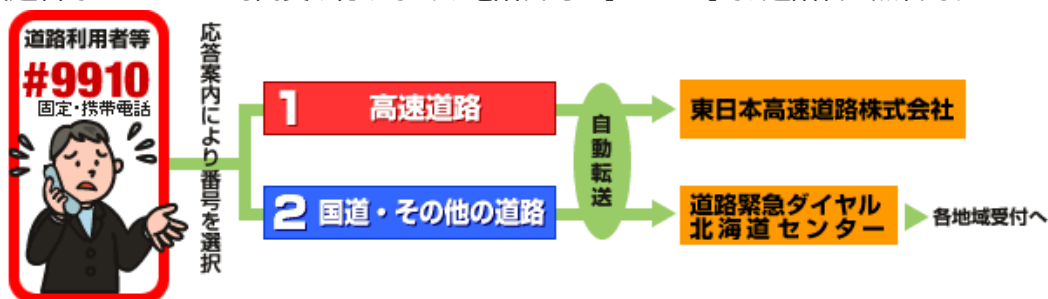 道路利用者等
#9910
固定・携帯電話
応答案内により番号を選択
1 高速道路
2 国道・その他の道路
自動転送
東日本高速道路株式会社
道路緊急ダイヤル
北海道センター
各地域受付へ